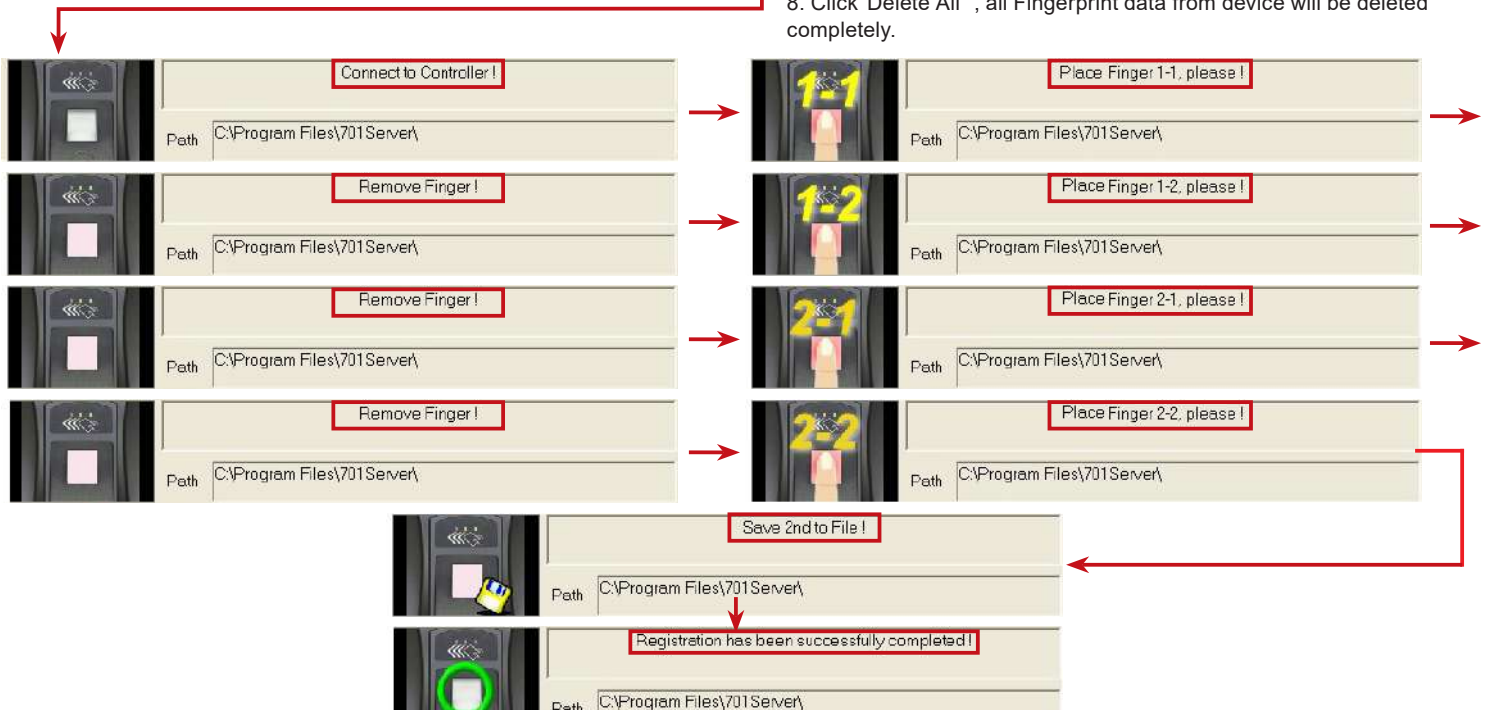 8. Click"Delete All" , all Fingerprint data from device will be deleted
completely.
Connect to Controller !
Path C:\Program Files\701Server\
1-1
Place Finger 1-1, please !
Path C:\Program Files\701Server\
Remove Finger !
Path C:\Program Files\701Server\
1-2
Place Finger 1-2, please !
Path C:\Program Files\701Server\
Remove Finger !
Path C:\Program Files\701Server\
2-1
Place Finger 2-1, please !
Path C:\Program Files\701Server\
Remove Finger !
Path C:\Program Files\701Server\
2-2
Place Finger 2-2, please !
Path C:\Program Files\701Server\
Save 2nd to File !
Path C:\Program Files\701Server\
Registration has been successfully completed !
Path C:\Program Files\701Server\